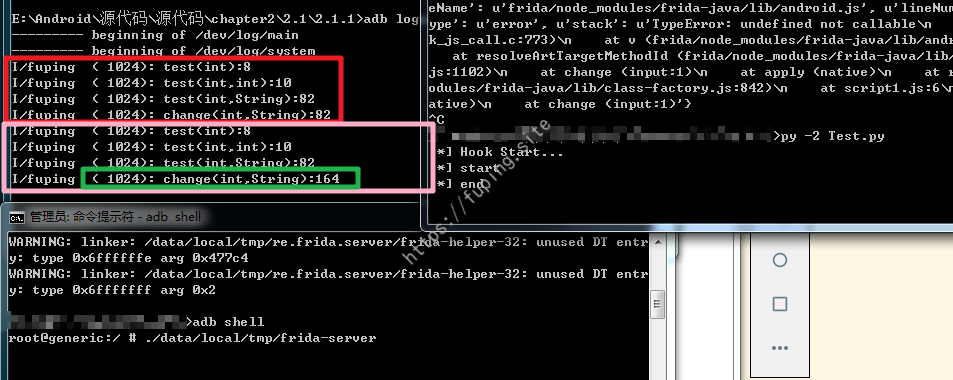 E:\Android\源代码\源代码\chapter2\2.1\2.1.1>adb log
--------- beginning of /dev/log/main
--------- beginning of /dev/log/system
I/fuping  ( 1024): test(int):8
I/fuping  ( 1024): test(int,int):10
I/fuping  ( 1024): test(int,String):82
I/fuping  ( 1024): change(int,String):82
I/fuping  ( 1024): test(int):8
I/fuping  ( 1024): test(int,int):10
I/fuping  ( 1024): test(int,String):82
I/fuping  ( 1024): change(int,String):164
eName': u'frida/node_modules/frida-java/lib/android.js', u'lineNum
ype': u'error', u'stack': u'TypeError: undefined not callable\n
k_js_call.c:773)\n    at v (frida/node_modules/frida-java/lib/andr
at resolveArtTargetMethodId (frida/node_modules/frida-java/lib/
js:1102)\n    at change (input:1)\n    at apply (native)\n    at r
odules/frida-java/lib/class-factory.js:842)\n    at script1.js:6\n
ative)\n    at change (input:1)'}
^C
>py -2 Test.py
*] Hook Start...
*] start
*] end
管理员: 命令提示符 - adb shell
WARNING: linker: /data/local/tmp/re.frida.server/frida-helper-32: unused DT entr
y: type 0x6ffffffe arg 0x477c4
WARNING: linker: /data/local/tmp/re.frida.server/frida-helper-32: unused DT entr
y: type 0x6fffffff arg 0x2
>adb shell
root@generic:/ # ./data/local/tmp/frida-server
https://fuping.site